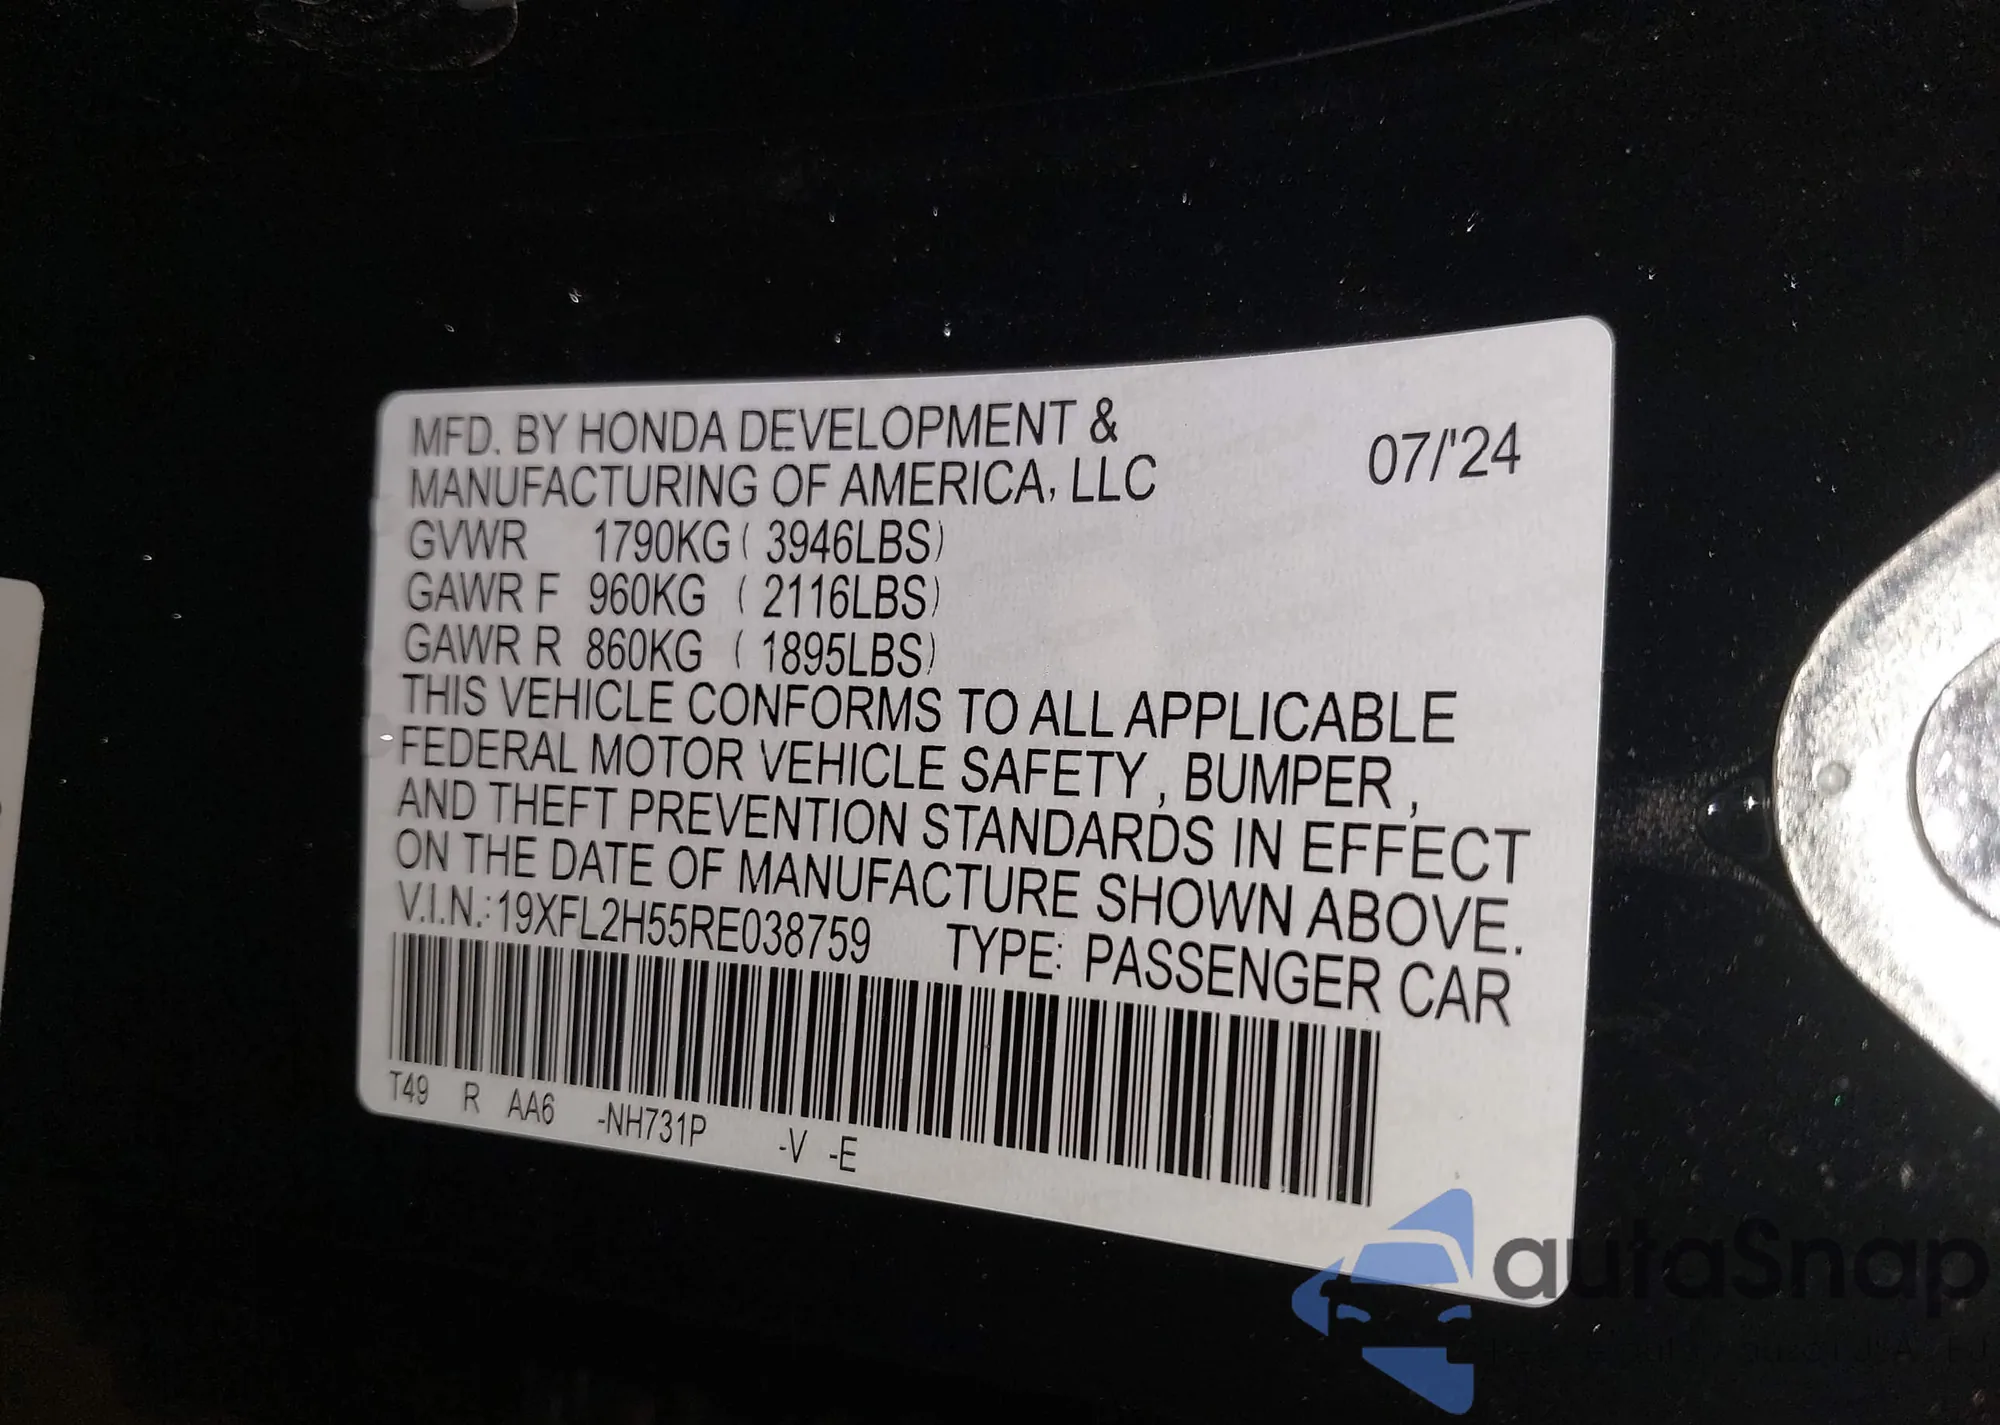 MFD. BY HONDA DEVELOPMENT &
MANUFACTURING OF AMERICA, LLC
07/'24
GVWR 1790KG ( 3946LBS)
GAWR F 960KG ( 2116LBS)
GAWR R 860KG ( 1895LBS)
THIS VEHICLE CONFORMS TO ALL APPLICABLE
FEDERAL MOTOR VEHICLE SAFETY , BUMPER ,
AND THEFT PREVENTION STANDARDS IN EFFECT
ON THE DATE OF MANUFACTURE SHOWN ABOVE.
V.I.N.:19XFL2H55RE038759 TYPE: PASSENGER CAR
T49 R AA6 -NH731P -V -E
autaSnap